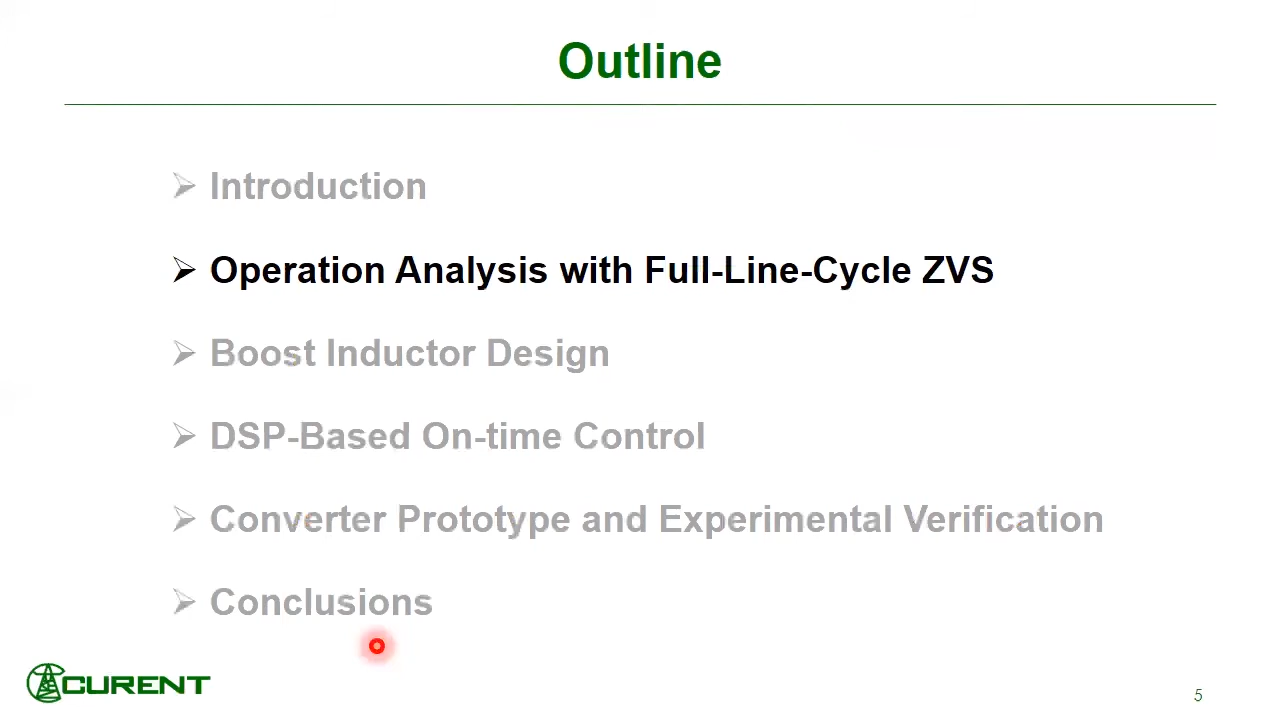 Outline
Introduction
Operation Analysis with Full-Line-Cycle ZVS
Boost Inductor Design
DSP-Based On-time Control
Converter Prototype and Experimental Verification
Conclusions
CURENT
5